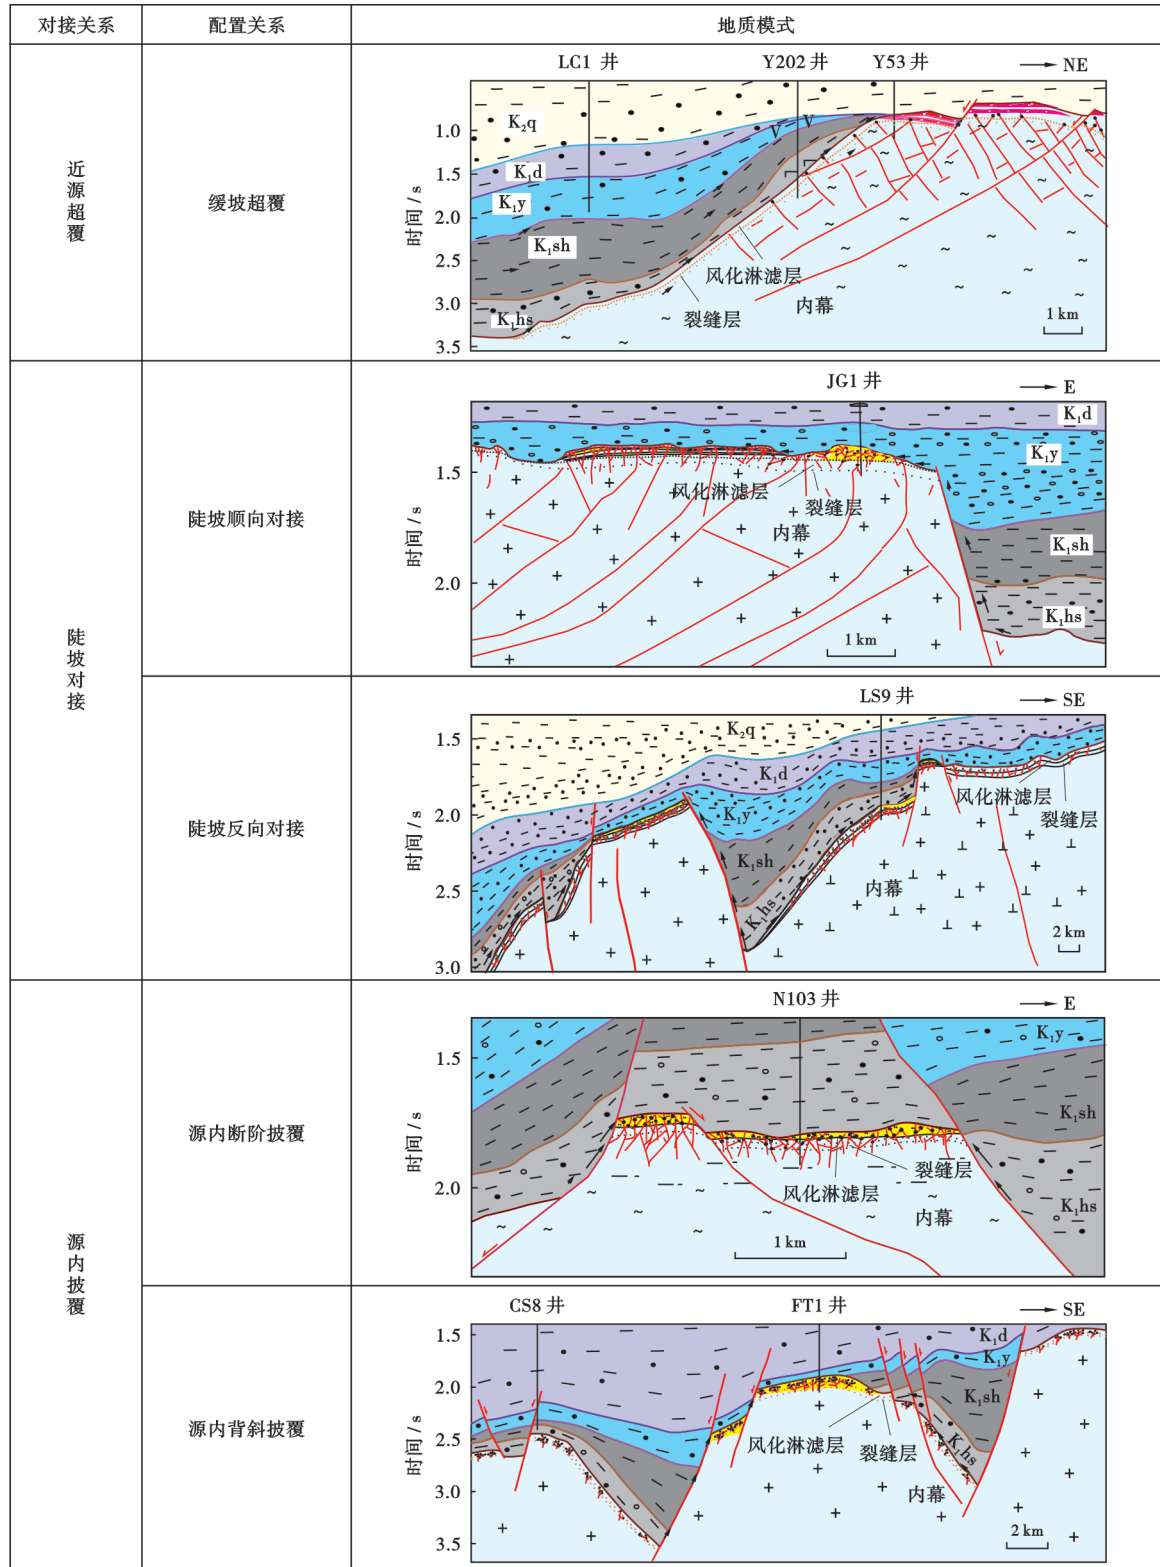 对接关系 配置关系 地质模式
近源超覆
缓坡超覆
LC1 井 Y202 井 Y53 井 NE
K₂q
K₁d
K₁y
K₁sh
K₁hs
V V
风化淋滤层
裂缝层
内幕
1 km
时间 / s
1.0
1.5
2.0
2.5
3.0
3.5
陡坡对接
陡坡顺向对接
JG1 井 E
K₁d
K₁y
K₁sh
K₁hs
风化淋滤层
裂缝层
内幕
1 km
时间 / s
1.5
2.0
陡坡反向对接
LS9 井 SE
K₂q
K₁d
K₁y
K₁sh
K₁hs
风化淋滤层
裂缝层
内幕
2 km
时间 / s
1.5
2.0
2.5
3.0
源内披覆
源内断阶披覆
N103 井 E
K₁y
K₁sh
K₁hs
裂缝层
风化淋滤层
内幕
1 km
时间 / s
1.5
2.0
源内背斜披覆
CS8 井 FT1 井 SE
K₁d
K₁y
K₁sh
K₁hs
风化淋滤层
裂缝层
内幕
2 km
时间 / s
1.5
2.0
2.5
3.0
3.5